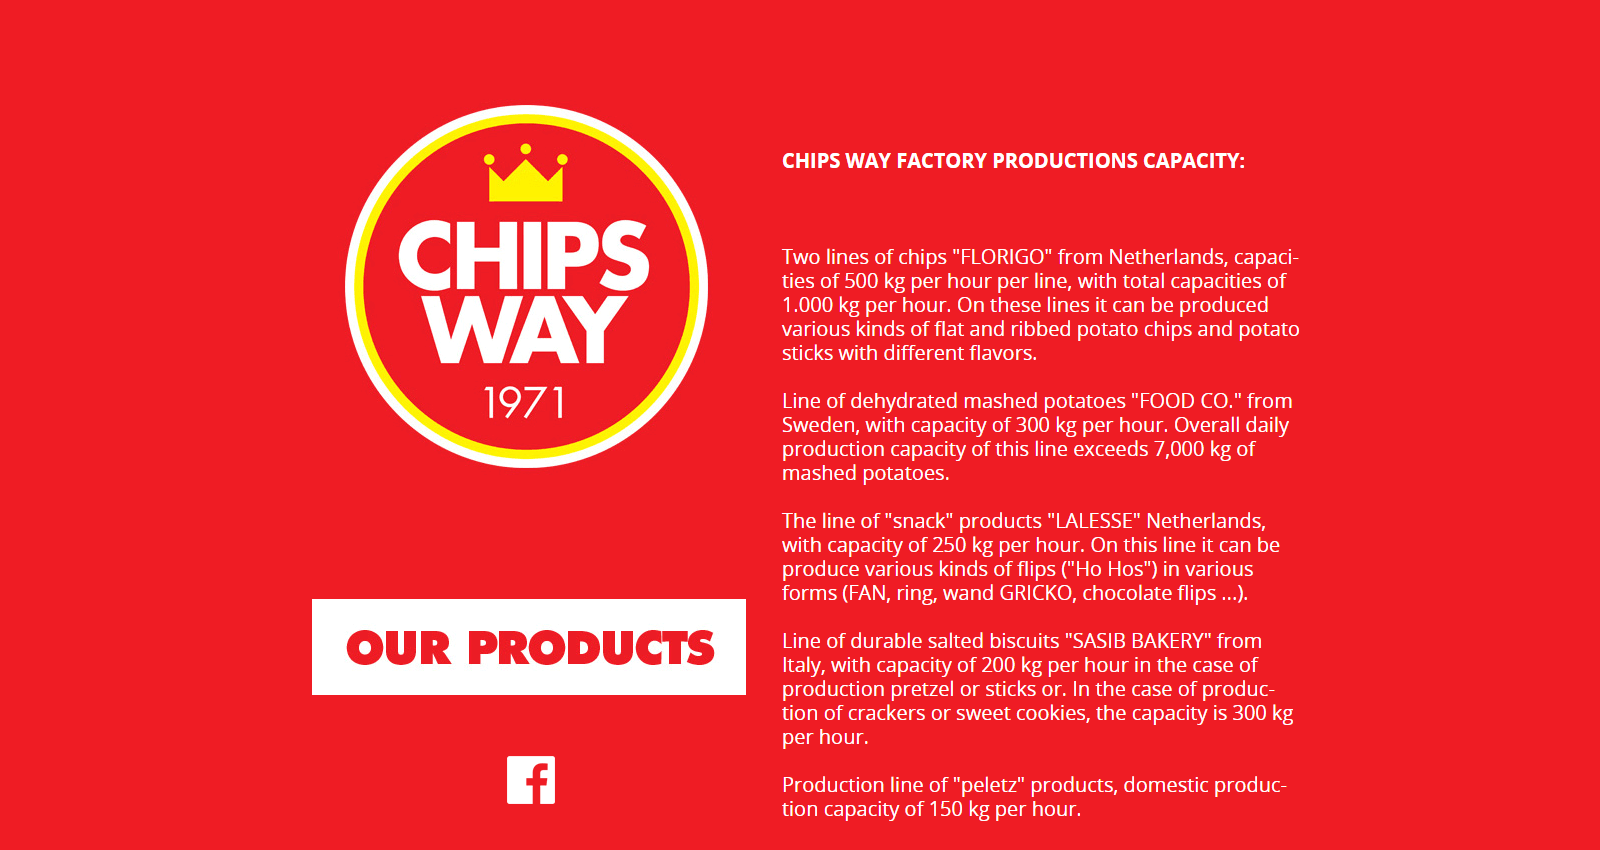 CHIPS
WAY
1971
OUR PRODUCTS
CHIPS WAY FACTORY PRODUCTIONS CAPACITY:
Two lines of chips "FLORIGO" from Netherlands, capaci-
ties of 500 kg per hour per line, with total capacities of
1.000 kg per hour. On these lines it can be produced
various kinds of flat and ribbed potato chips and potato
sticks with different flavors.
Line of dehydrated mashed potatoes "FOOD CO." from
Sweden, with capacity of 300 kg per hour. Overall daily
production capacity of this line exceeds 7,000 kg of
mashed potatoes.
The line of "snack" products "LALESSE" Netherlands,
with capacity of 250 kg per hour. On this line it can be
produce various kinds of flips ("Ho Hos") in various
forms (FAN, ring, wand GRICKO, chocolate flips ...).
Line of durable salted biscuits "SASIB BAKERY" from
Italy, with capacity of 200 kg per hour in the case of
production pretzel or sticks or. In the case of produc-
tion of crackers or sweet cookies, the capacity is 300 kg
per hour.
Production line of "peletz" products, domestic produc-
tion capacity of 150 kg per hour.